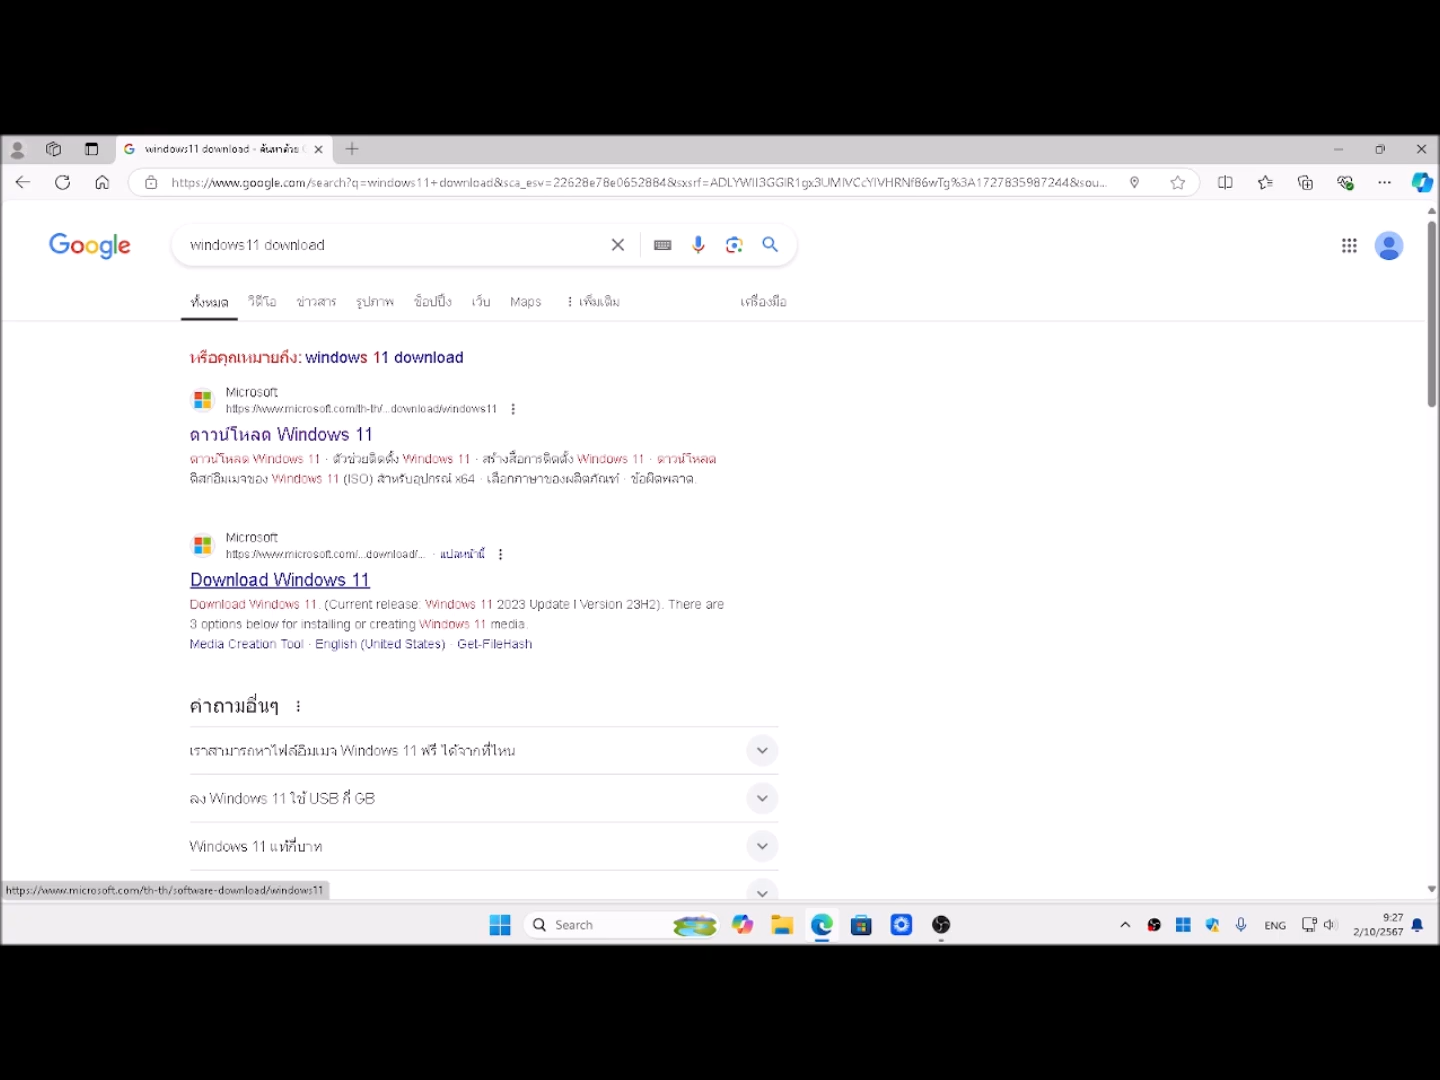 windows11 download - ค้นหาด้วย
https://www.google.com/search?q=windows11+download&sca_esv=22628e78e0652884&sxsrf=ADLYWII3GGIR1gx3UMIVCcYIVHRNf86wTg%3A1727835987244&sou...
Google
windows11 download
ทั้งหมด วิดีโอ ข่าวสาร รูปภาพ ช็อปปิ้ง เว็บ Maps เพิ่มเติม เครื่องมือ
หรือคุณหมายถึง: windows 11 download
Microsoft
https://www.microsoft.com/th-th/...download/windows11
ดาวน์โหลด Windows 11
ดาวน์โหลด Windows 11 · ตัวช่วยติดตั้ง Windows 11 · สร้างสื่อการติดตั้ง Windows 11 · ดาวน์โหลด
ดิสก์อิมเมจของ Windows 11 (ISO) สำหรับอุปกรณ์ x64 · เลือกภาษาของผลิตภัณฑ์ · ข้อผิดพลาด.
Microsoft
https://www.microsoft.com/...download/... · แปลหน้านี้
Download Windows 11
Download Windows 11. (Current release: Windows 11 2023 Update l Version 23H2). There are
3 options below for installing or creating Windows 11 media.
Media Creation Tool · English (United States) · Get-FileHash
คำถามอื่นๆ
เราสามารถหาไฟล์อิมเมจ Windows 11 ฟรี ได้จากที่ไหน
ลง Windows 11 ใช้ USB กี่ GB
Windows 11 แท้กี่บาท
https://www.microsoft.com/th-th/software-download/windows11
Search
ENG
9:27
2/10/2567